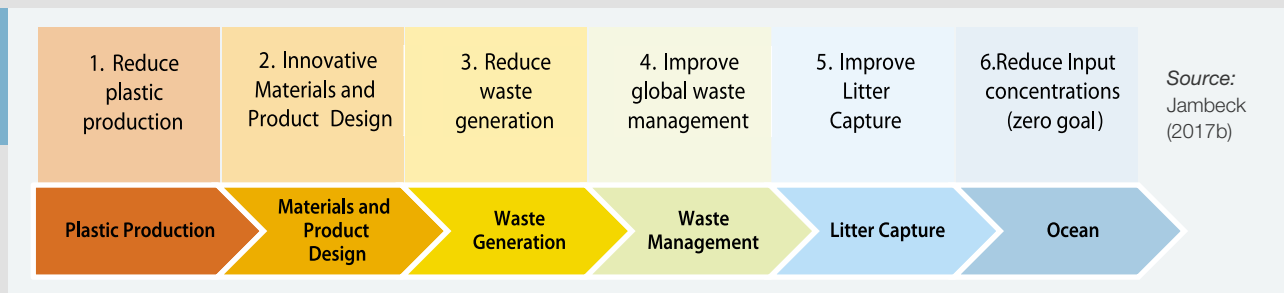 1. Reduce
plastic
production
2. Innovative
Materials and
Product Design
3. Reduce
waste
generation
4. Improve
global waste
management
5. Improve
Litter
Capture
6.Reduce Input
concentrations
(zero goal)
Source:
Jambeck
(2017b)
Plastic Production
Materials and
Product
Design
Waste
Generation
Waste
Management
Litter Capture
Ocean